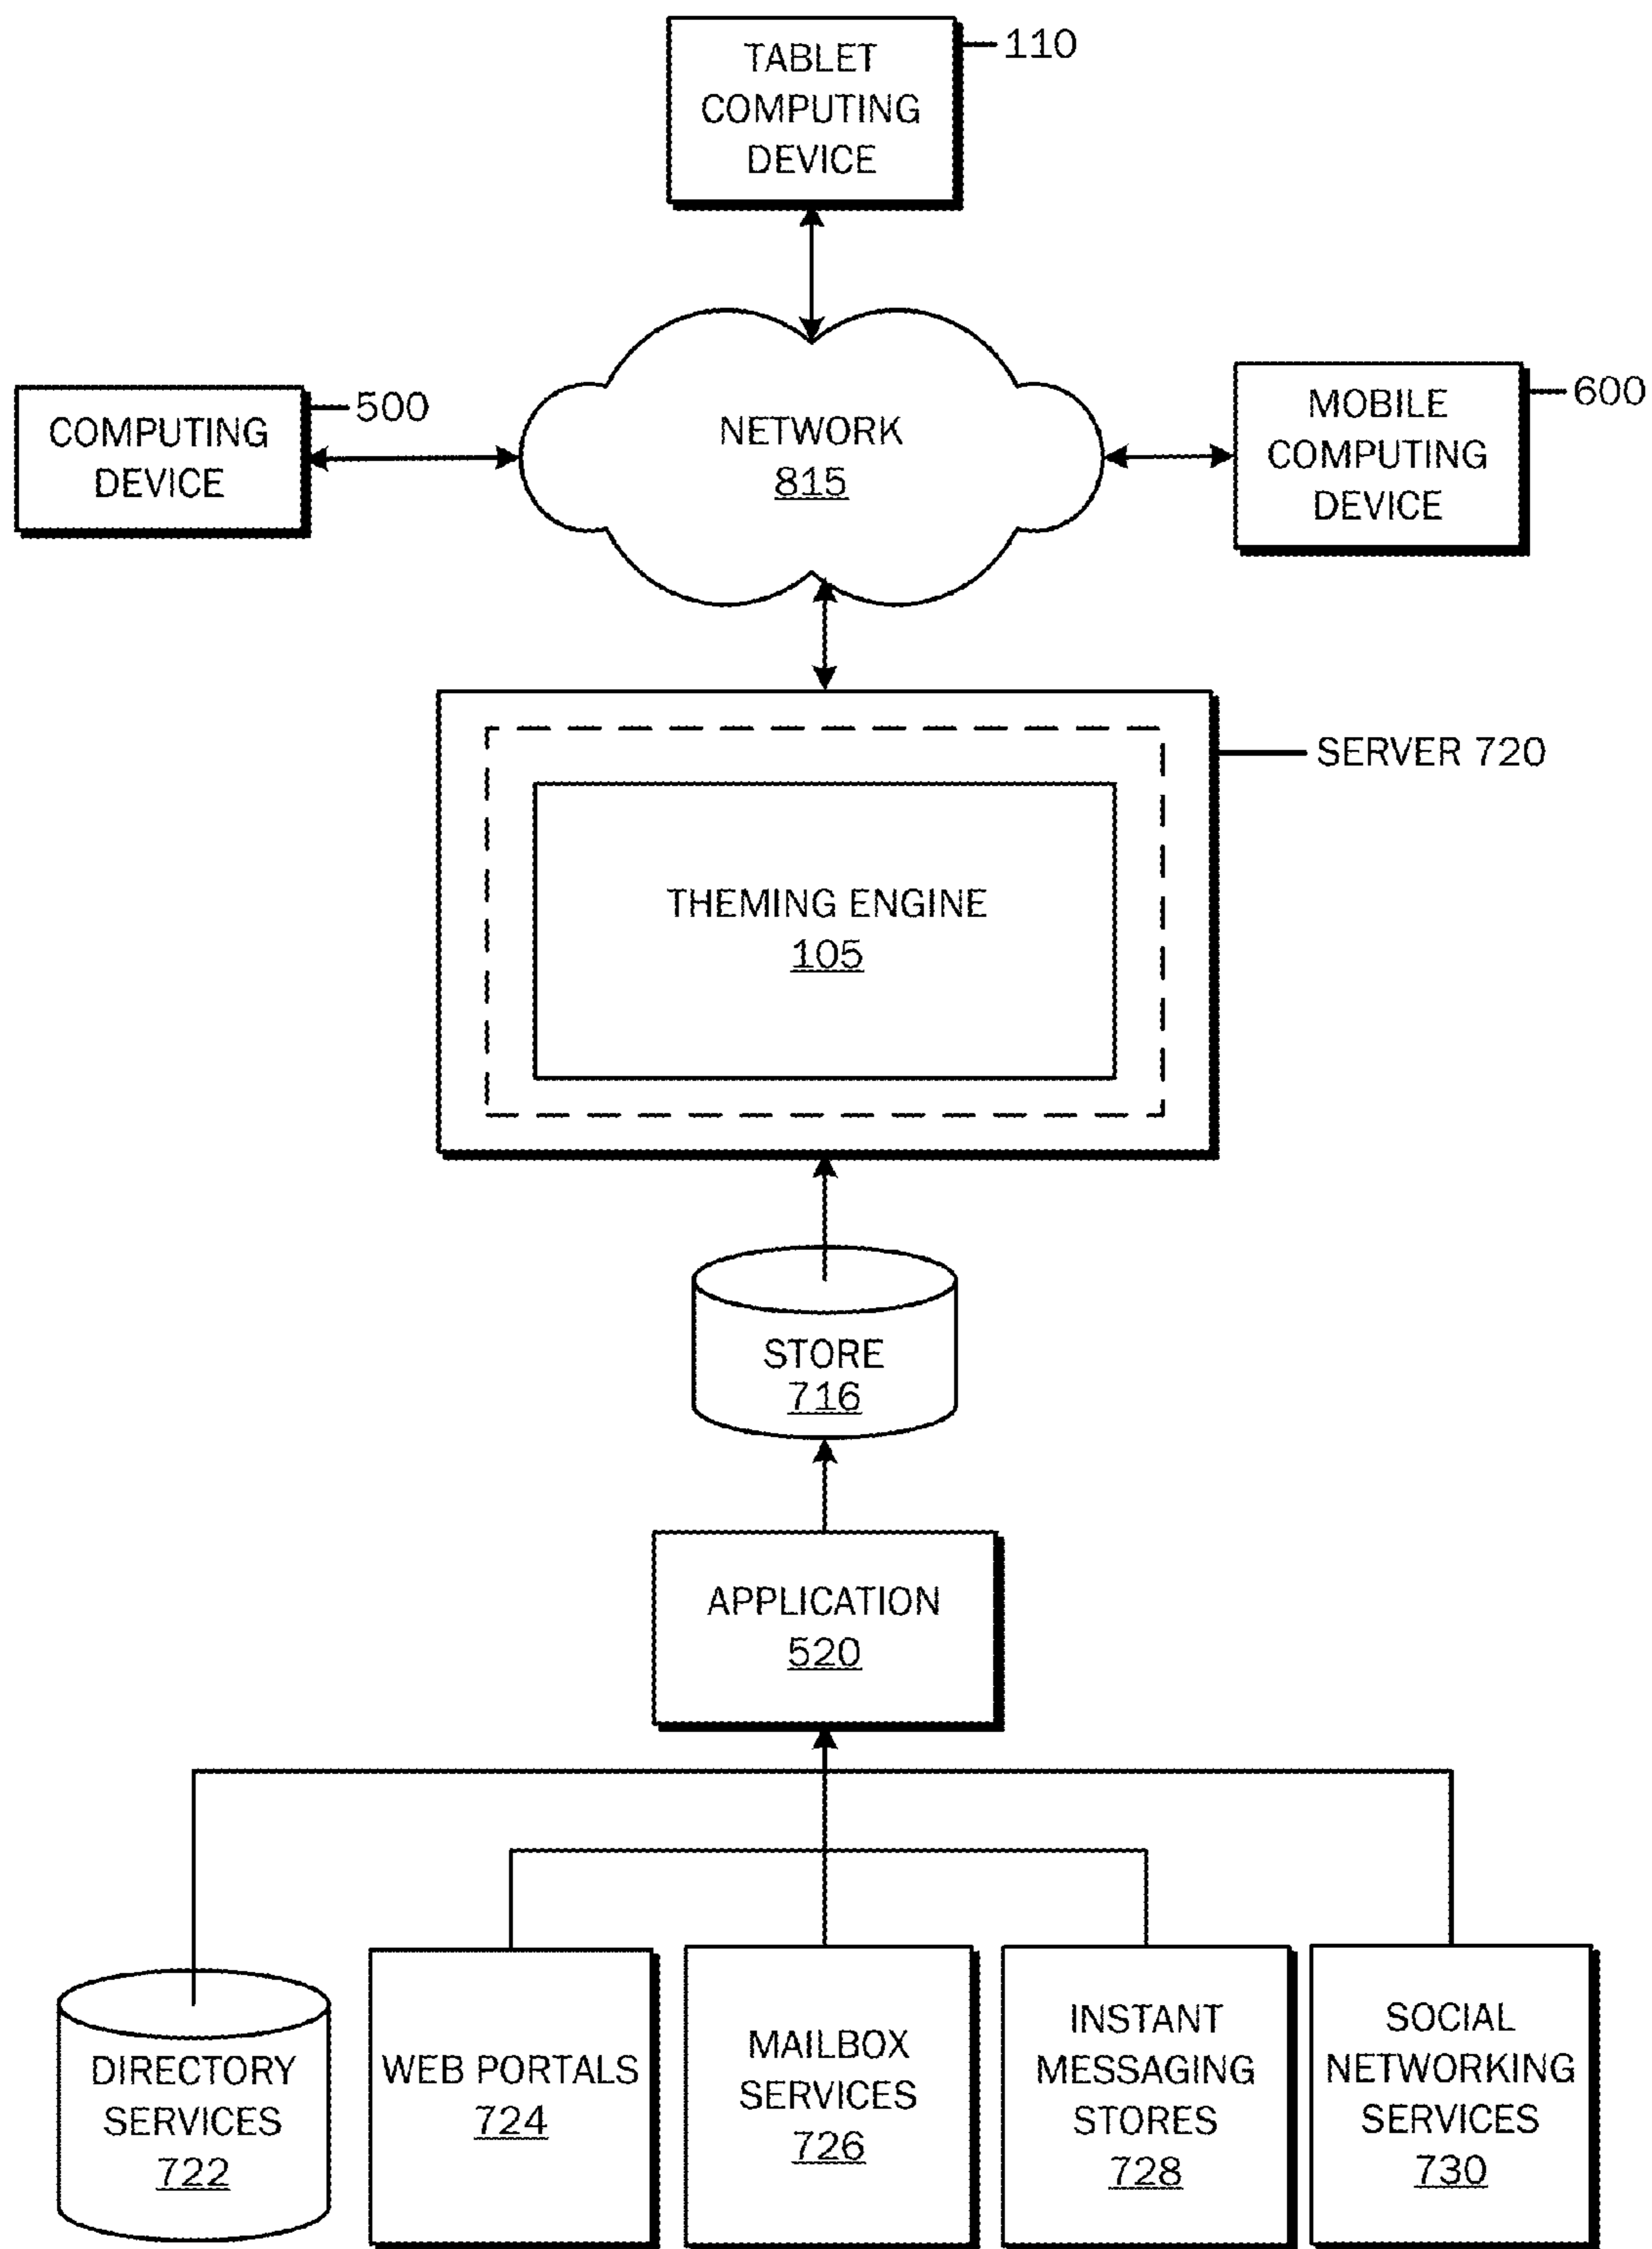 TABLET
COMPUTING
DEVICE
110
COMPUTING
DEVICE
500
NETWORK
815
MOBILE
COMPUTING
DEVICE
600
SERVER 720
THEMING ENGINE
105
STORE
716
APPLICATION
520
DIRECTORY
SERVICES
722
WEB PORTALS
724
MAILBOX
SERVICES
726
INSTANT
MESSAGING
STORES
728
SOCIAL
NETWORKING
SERVICES
730